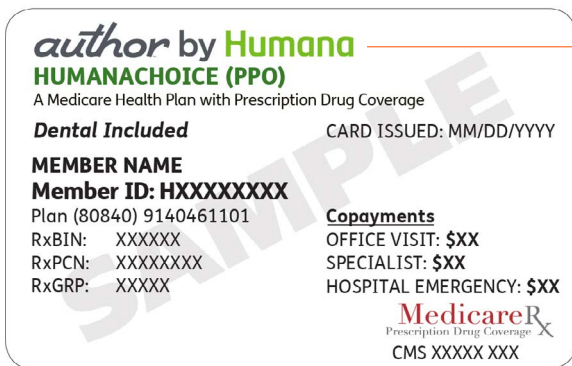 author by Humana
HUMANACHOICE (PPO)
A Medicare Health Plan with Prescription Drug Coverage
Dental Included
CARD ISSUED: MM/DD/YYYY
MEMBER NAME
Member ID: HXXXXXXXX
Plan (80840) 9140461101
RxBIN: XXXXXX
RxPCN: XXXXXXXX
RxGRP: XXXXX
Copayments
OFFICE VISIT: $XX
SPECIALIST: $XX
HOSPITAL EMERGENCY: $XX
MedicareRx
Prescription Drug Coverage
CMS XXXXX XXX
SAMPLE